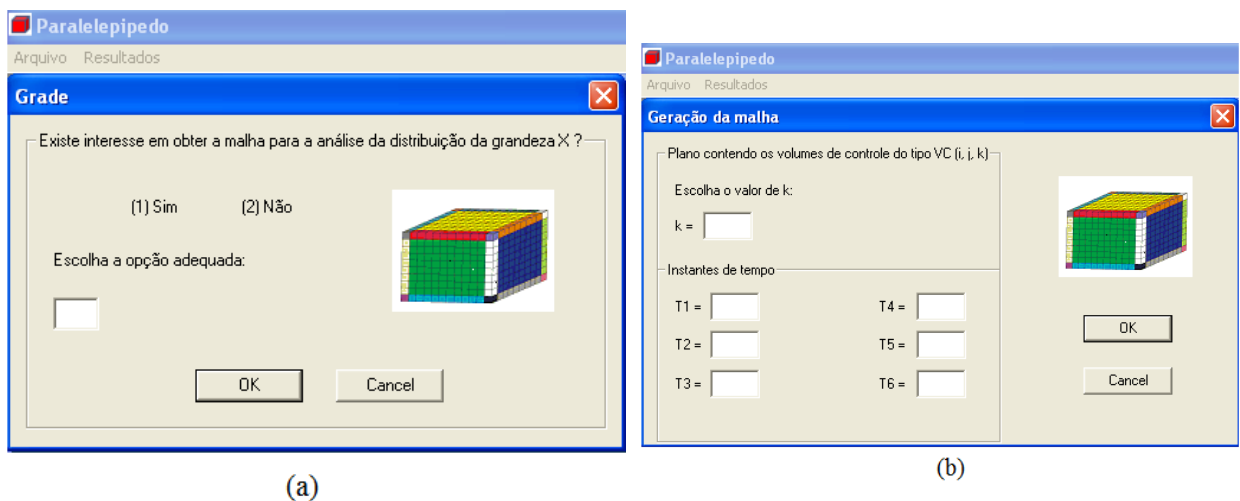 Paralelepipedo
Arquivo Resultados
Grade
Existe interesse em obter a malha para a análise da distribuição da grandeza X ?
(1) Sim (2) Não
Escolha a opção adequada:
OK Cancel
(a)
Paralelepipedo
Arquivo Resultados
Geração da malha
Plano contendo os volumes de controle do tipo VC (i, j, k)
Escolha o valor de k:
k =
Instantes de tempo
T1 = T4 =
T2 = T5 =
T3 = T6 =
OK
Cancel
(b)